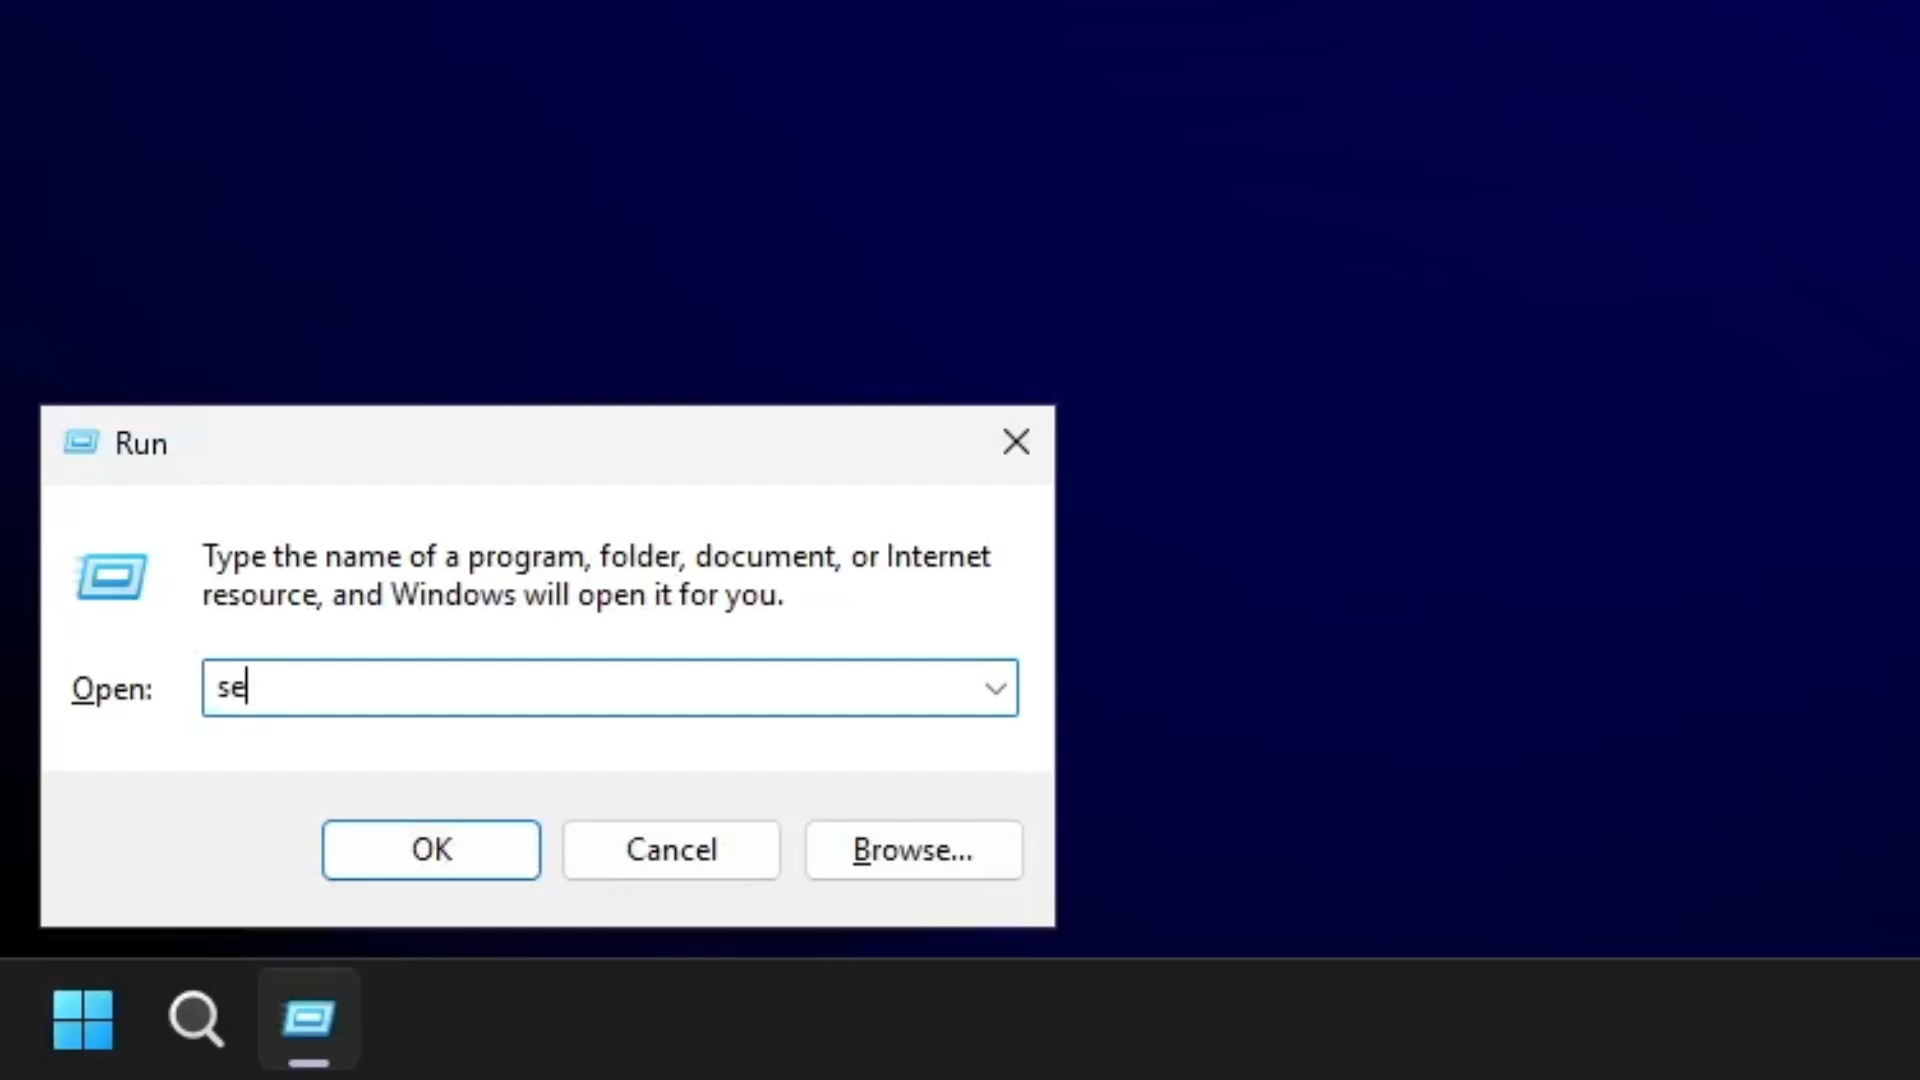 Run
Type the name of a program, folder, document, or Internet
resource, and Windows will open it for you.
Open:
se
OK
Cancel
Browse...